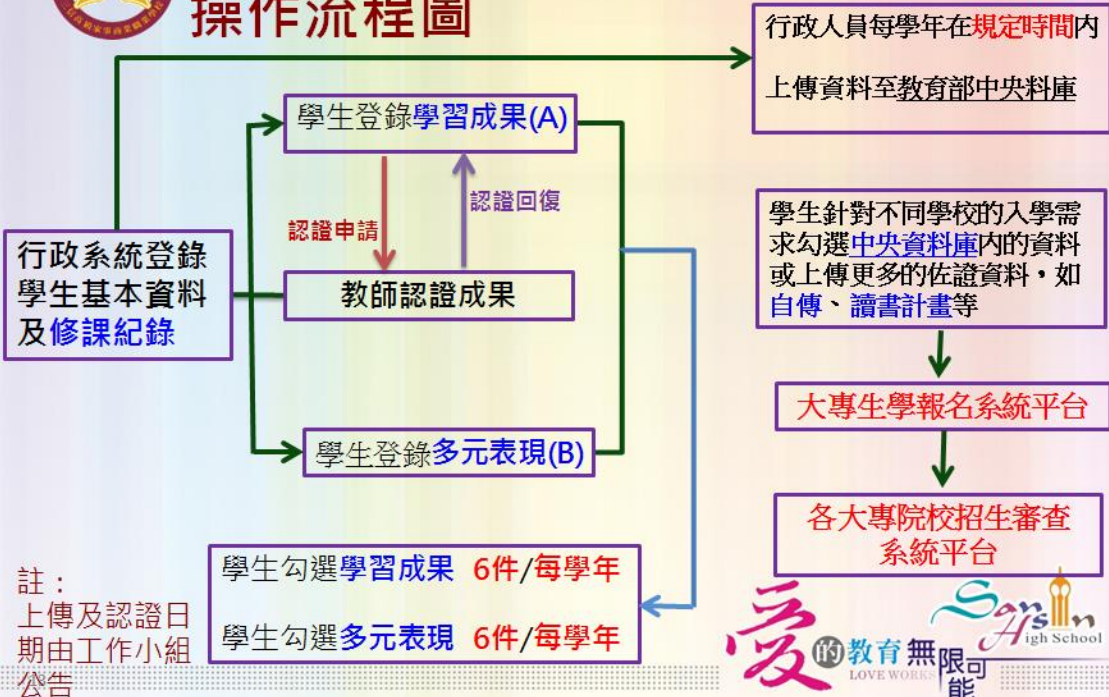 操作流程圖
行政人員每學年在規定時間内
上傳資料至教育部中央料庫
學生登錄學習成果(A)
認證回復
認證申請
教師認證成果
行政系統登錄
學生基本資料
及修課紀錄
學生登錄多元表現(B)
學生針對不同學校的入學需
求勾選中央資料庫内的資料
或上傳更多的佐證資料，如
自傳、讀書計畫等
大專生學報名系統平台
各大專院校招生審查
系統平台
學生勾選學習成果 6件/每學年
學生勾選多元表現 6件/每學年
註：
上傳及認證日
期由工作小組
公告
愛的教育無限可能
LOVE WORKS
San Hsin
High School